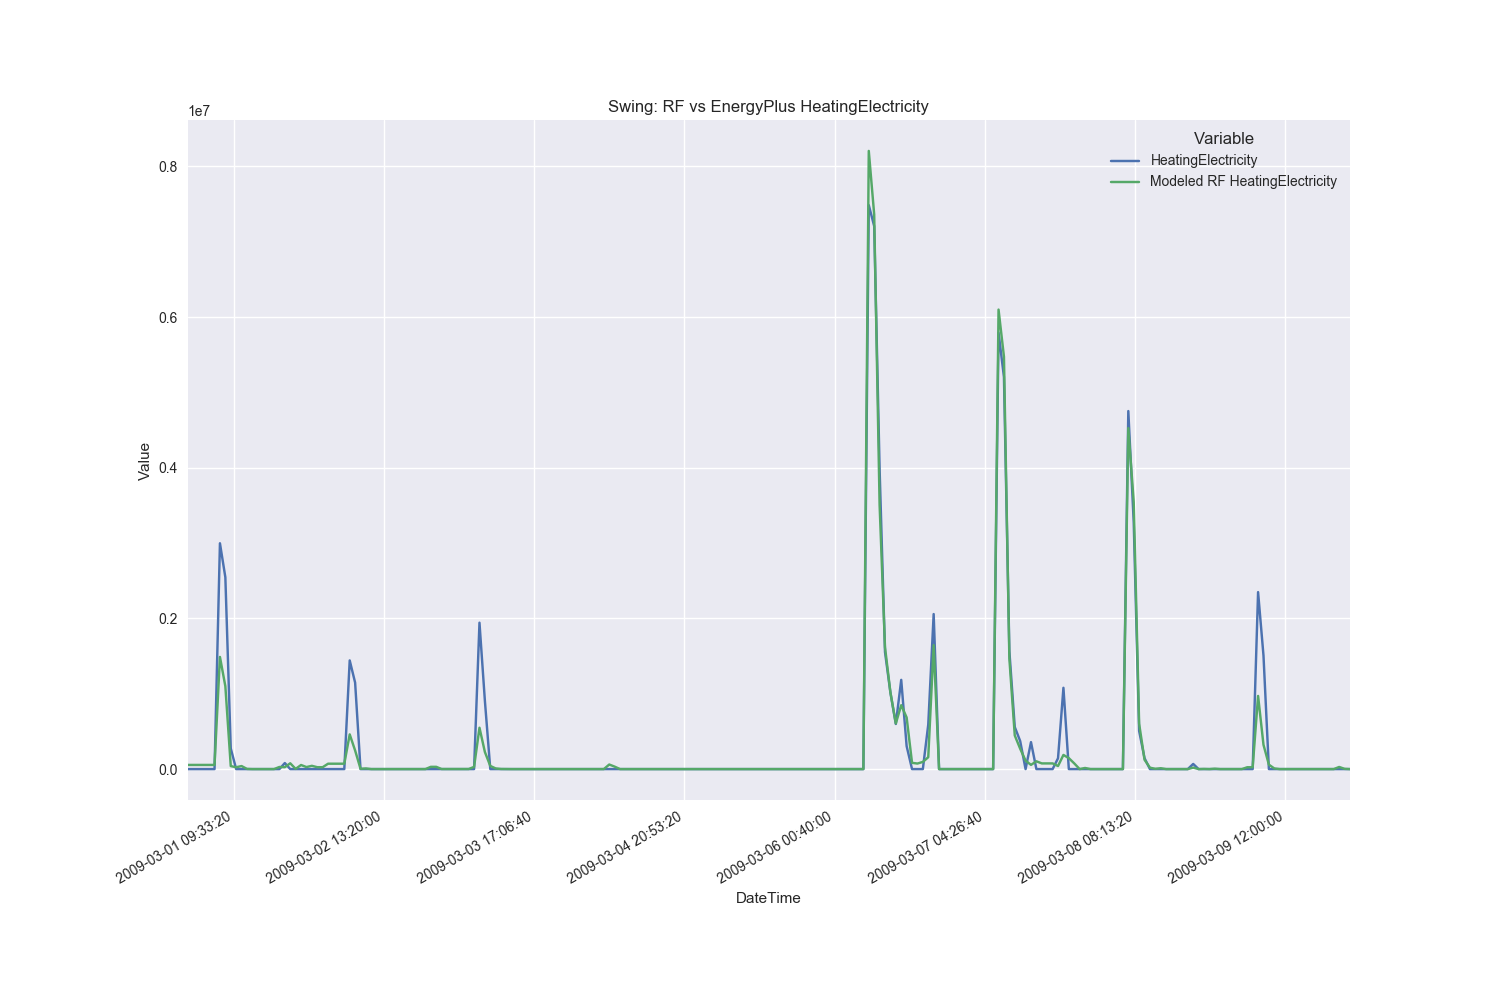 Swing: RF vs EnergyPlus HeatingElectricity
1e7
Variable
HeatingElectricity
Modeled RF HeatingElectricity
0.8
0.6
0.4
0.2
0.0
Value
2009-03-01 09:33:20
2009-03-02 13:20:00
2009-03-03 17:06:40
2009-03-04 20:53:20
2009-03-06 00:40:00
2009-03-07 04:26:40
2009-03-08 08:13:20
2009-03-09 12:00:00
DateTime